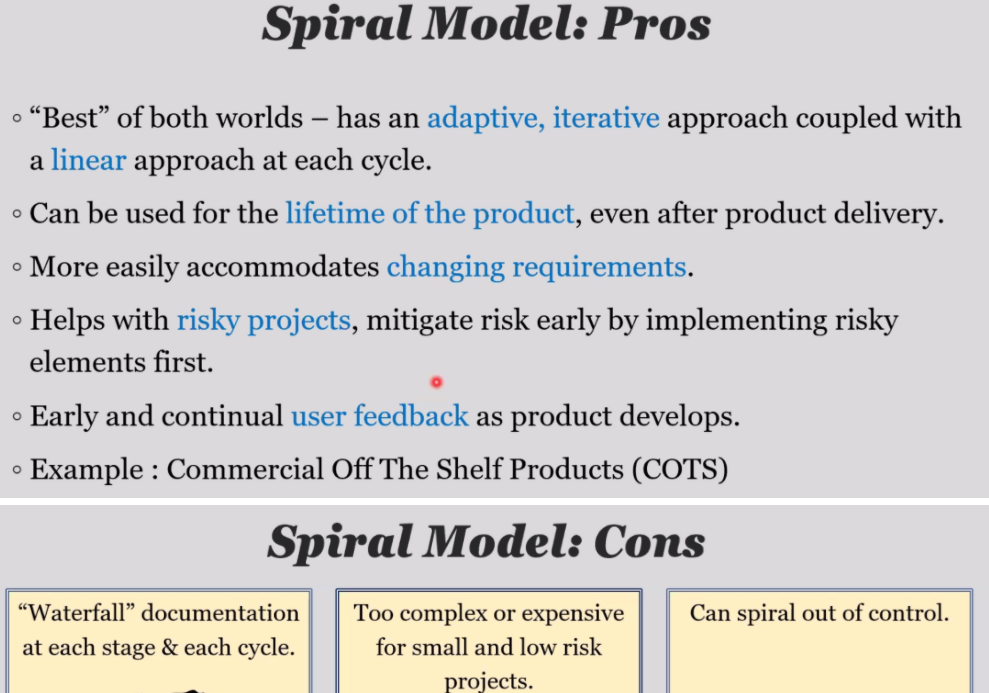 Spiral Model: Pros
◦ “Best” of both worlds – has an adaptive, iterative approach coupled with
a linear approach at each cycle.
◦ Can be used for the lifetime of the product, even after product delivery.
◦ More easily accommodates changing requirements.
◦ Helps with risky projects, mitigate risk early by implementing risky
elements first.
◦ Early and continual user feedback as product develops.
◦ Example : Commercial Off The Shelf Products (COTS)
Spiral Model: Cons
“Waterfall” documentation
at each stage & each cycle.
Too complex or expensive
for small and low risk
projects.
Can spiral out of control.